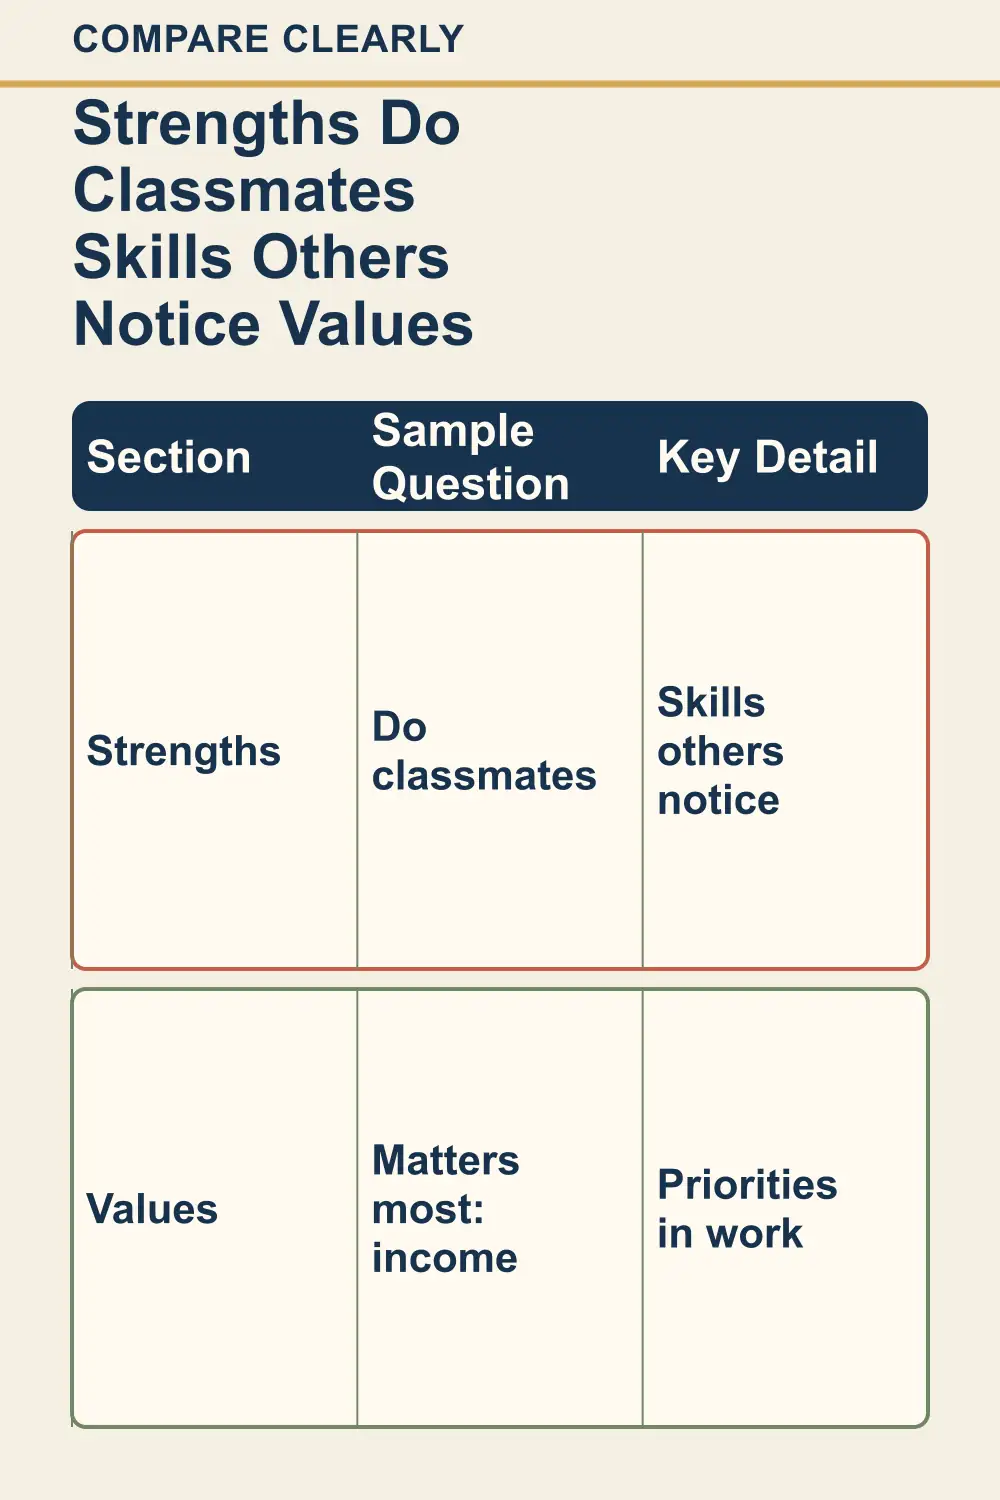 COMPARE CLEARLY
Strengths Do
Classmates
Skills Others
Notice Values
Section
Sample
Question
Key Detail
Strengths
Do
classmates
Skills
others
notice
Values
Matters
most:
income
Priorities
in work